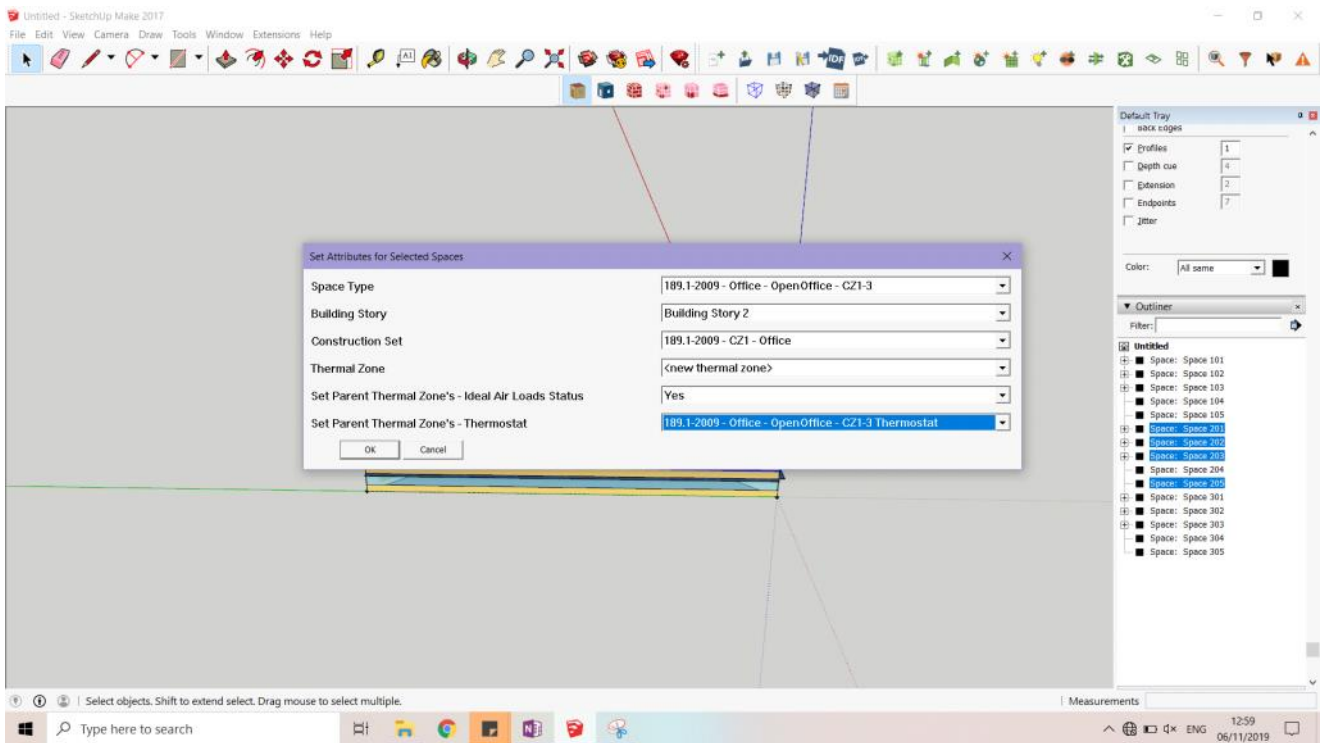 Untitled - SketchUp Make 2017
File Edit View Camera Draw Tools Window Extensions Help
A1
IDF
Default Tray
Back Edges
Profiles 1
Depth cue 4
Extension 2
Endpoints 7
Jitter
Color: All same
Outliner
Filter:
Untitled
Space: Space 101
Space: Space 102
Space: Space 103
Space: Space 104
Space: Space 105
Space: Space 201
Space: Space 202
Space: Space 203
Space: Space 204
Space: Space 205
Space: Space 301
Space: Space 302
Space: Space 303
Space: Space 304
Space: Space 305
Set Attributes for Selected Spaces
Space Type 189.1-2009 - Office - OpenOffice - CZ1-3
Building Story Building Story 2
Construction Set 189.1-2009 - CZ1 - Office
Thermal Zone <new thermal zone>
Set Parent Thermal Zone's - Ideal Air Loads Status Yes
Set Parent Thermal Zone's - Thermostat 189.1-2009 - Office - OpenOffice - CZ1-3 Thermostat
OK Cancel
Select objects. Shift to extend select. Drag mouse to select multiple.
Measurements
Type here to search
N
ENG
12:59
06/11/2019